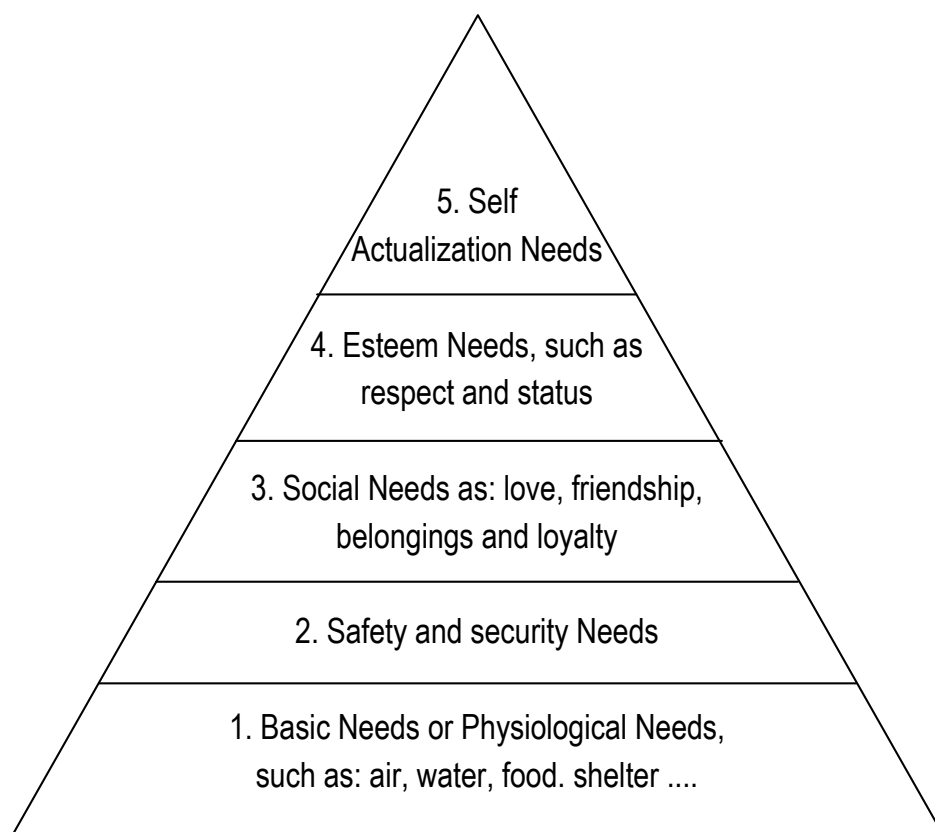 5. Self
Actualization Needs
4. Esteem Needs, such as
respect and status
3. Social Needs as: love, friendship,
belongings and loyalty
2. Safety and security Needs
1. Basic Needs or Physiological Needs,
such as: air, water, food. shelter ....